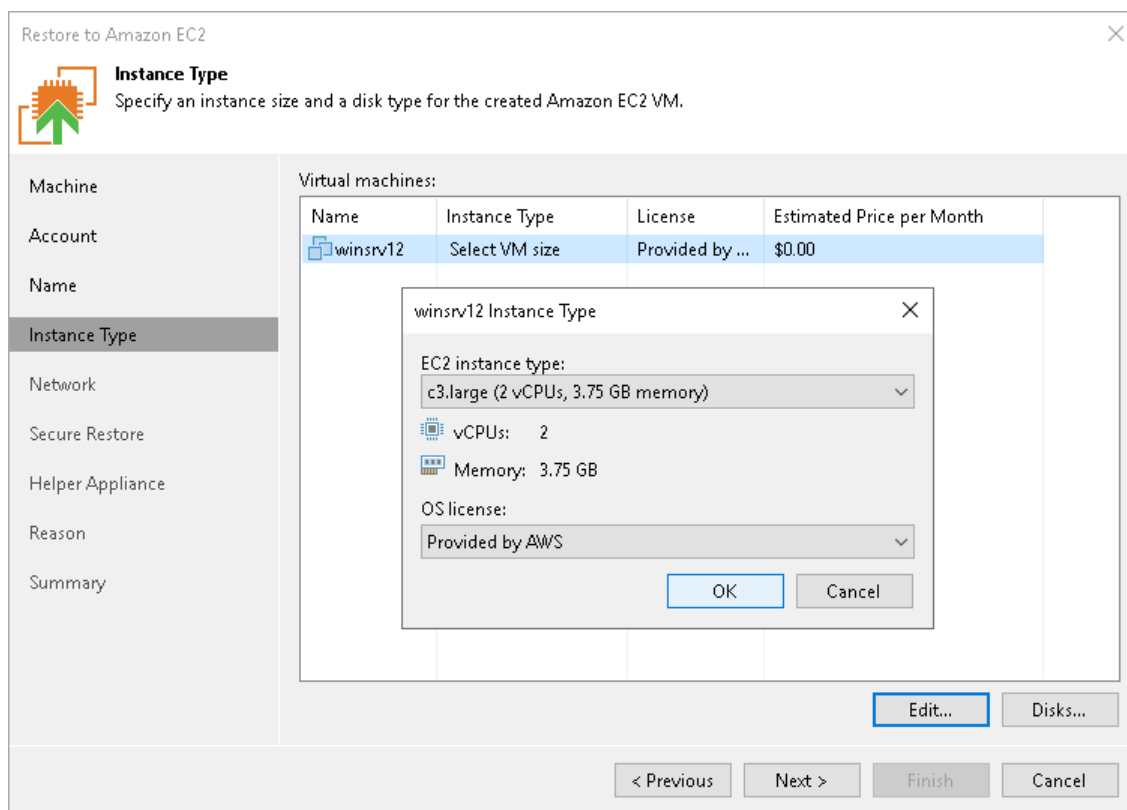 Restore to Amazon EC2
Instance Type
Specify an instance size and a disk type for the created Amazon EC2 VM.
Machine
Account
Name
Instance Type
Network
Secure Restore
Helper Appliance
Reason
Summary
Virtual machines:
Name Instance Type License Estimated Price per Month
winsrv12 Select VM size Provided by ... $0.00
winsrv12 Instance Type
EC2 instance type:
c3.large (2 vCPUs, 3.75 GB memory)
vCPUs: 2
Memory: 3.75 GB
OS license:
Provided by AWS
OK Cancel
Edit... Disks...
< Previous Next > Finish Cancel